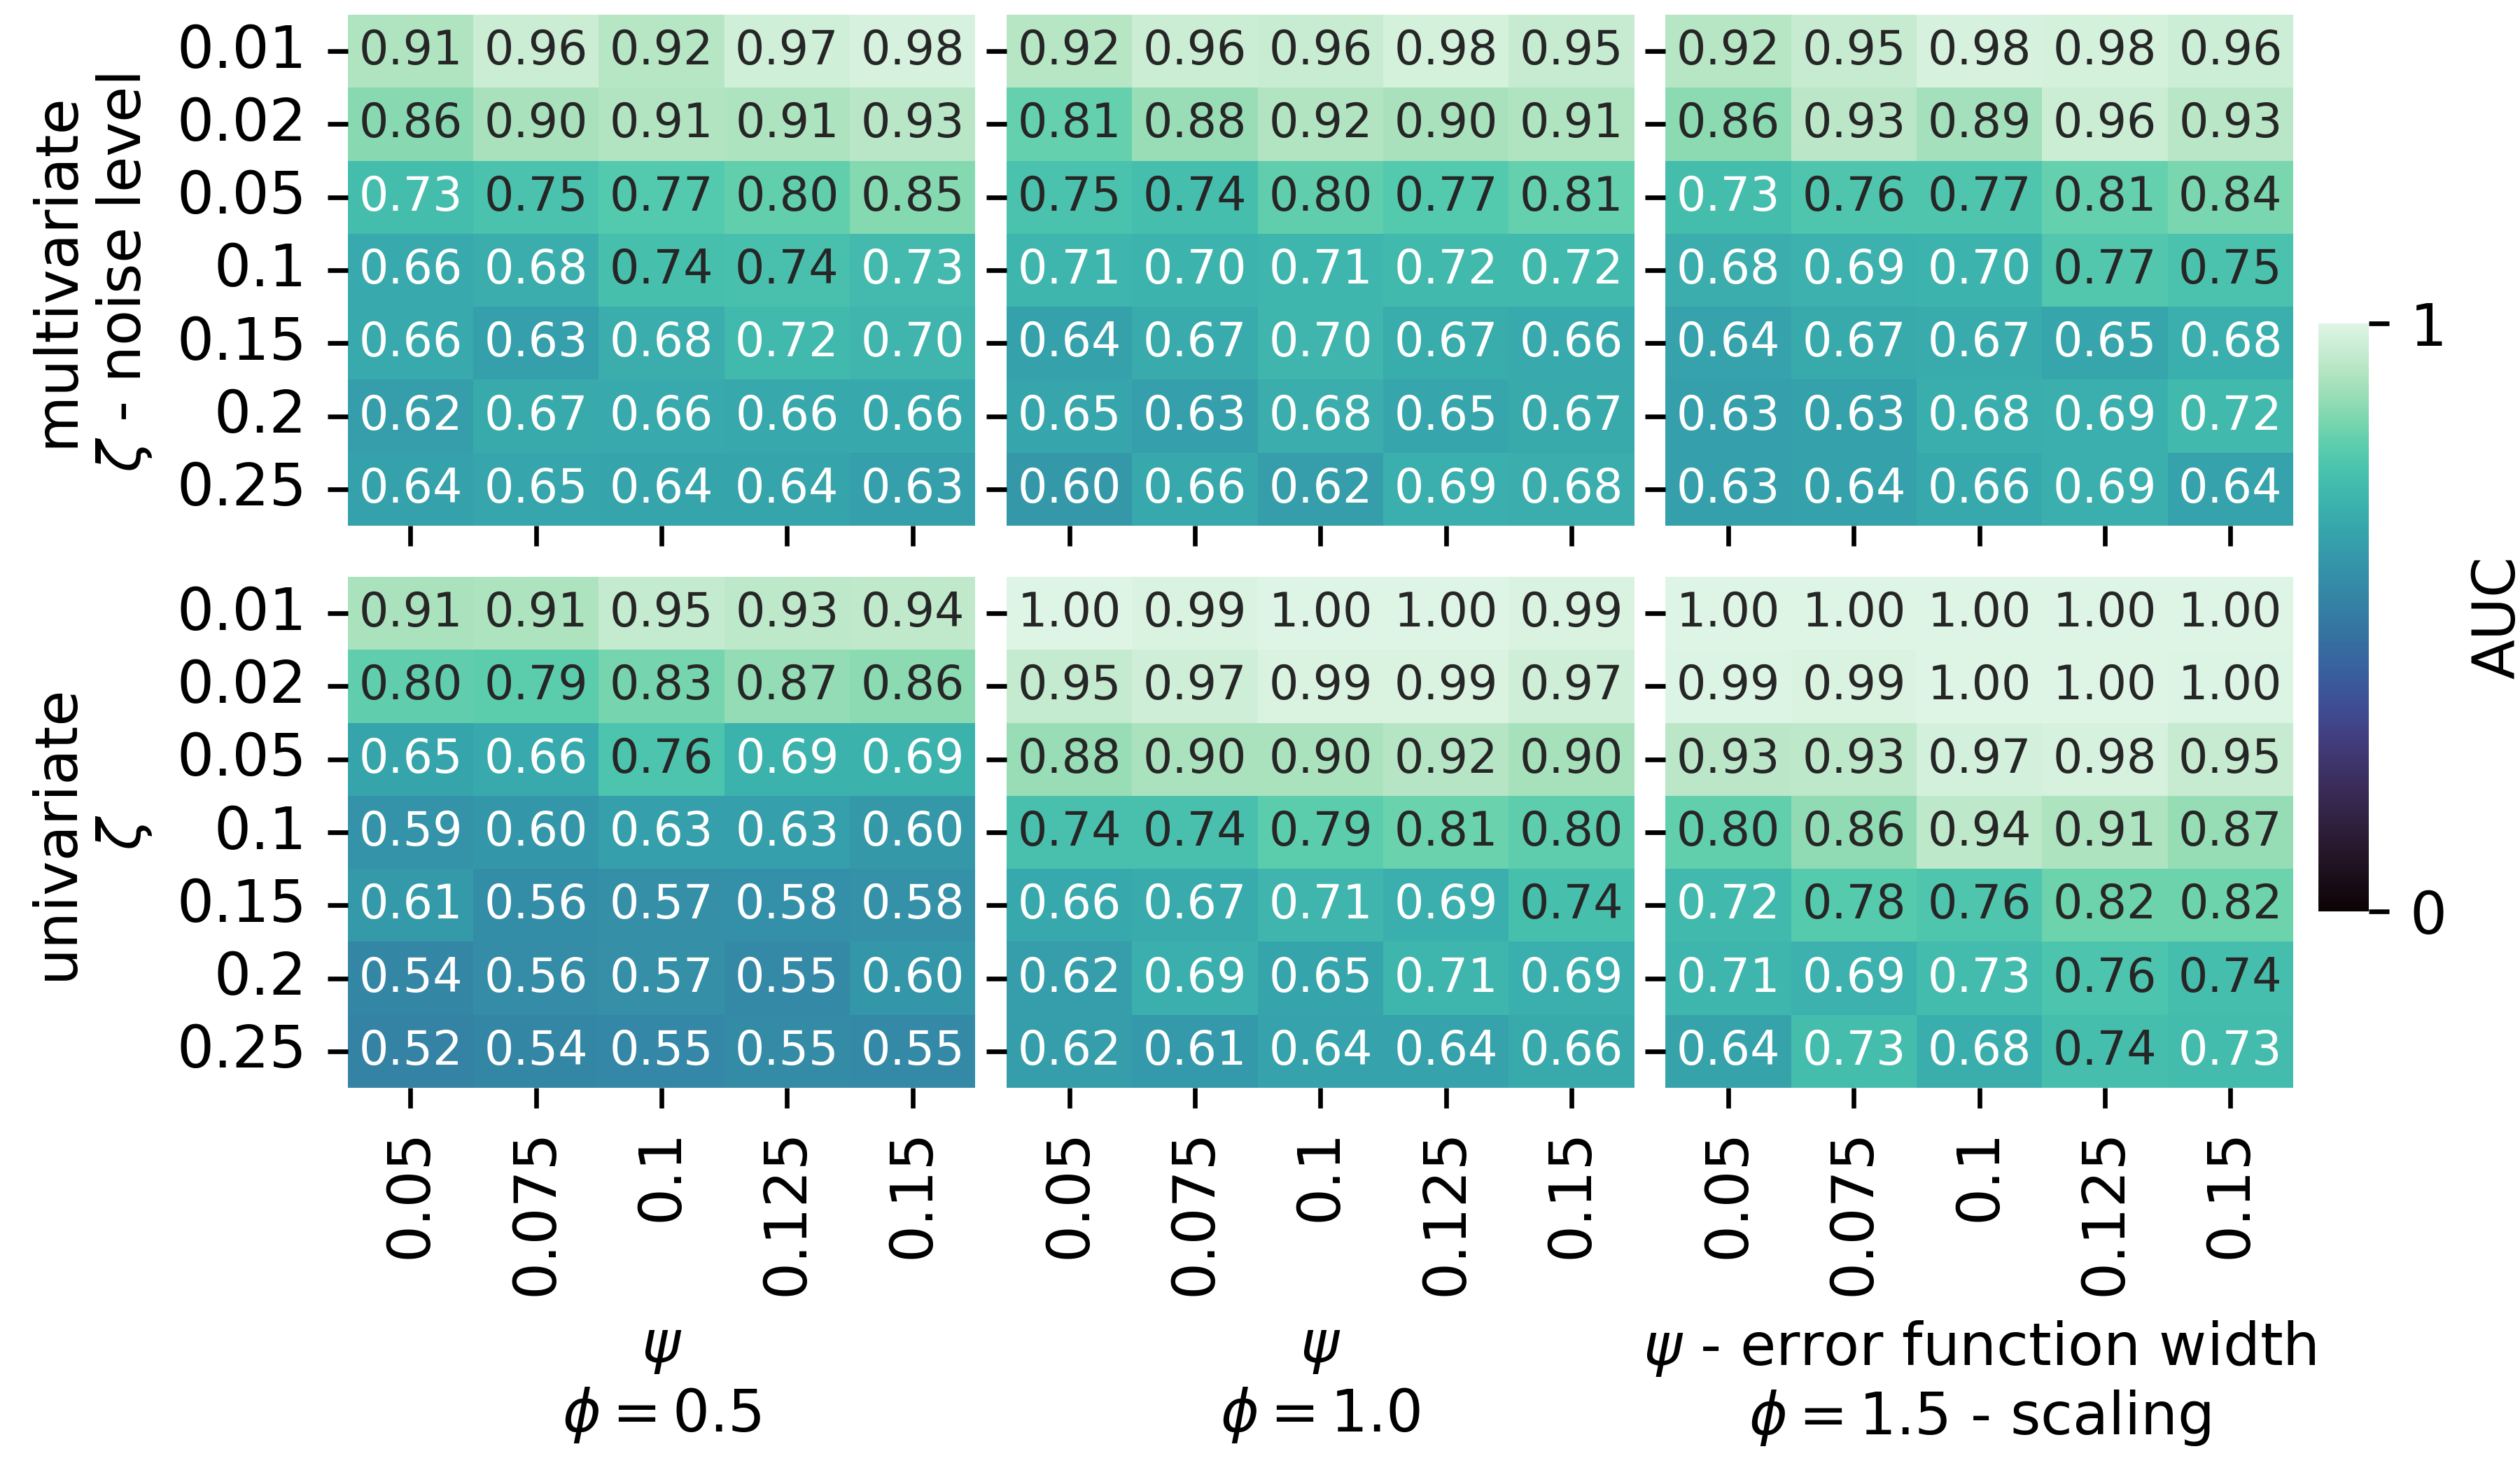 multivariate
ζ - noise level
0.01 0.91 0.96 0.92 0.97 0.98 0.92 0.96 0.96 0.98 0.95 0.92 0.95 0.98 0.98 0.96
0.02 0.86 0.90 0.91 0.91 0.93 0.81 0.88 0.92 0.90 0.91 0.86 0.93 0.89 0.96 0.93
0.05 0.73 0.75 0.77 0.80 0.85 0.75 0.74 0.80 0.77 0.81 0.73 0.76 0.77 0.81 0.84
0.1 0.66 0.68 0.74 0.74 0.73 0.71 0.70 0.71 0.72 0.72 0.68 0.69 0.70 0.77 0.75
0.15 0.66 0.63 0.68 0.72 0.70 0.64 0.67 0.70 0.67 0.66 0.64 0.67 0.67 0.65 0.68
0.2 0.62 0.67 0.66 0.66 0.66 0.65 0.63 0.68 0.65 0.67 0.63 0.63 0.68 0.69 0.72
0.25 0.64 0.65 0.64 0.64 0.63 0.60 0.66 0.62 0.69 0.68 0.63 0.64 0.66 0.69 0.64
univariate
ζ
0.01 0.91 0.91 0.95 0.93 0.94 1.00 0.99 1.00 1.00 0.99 1.00 1.00 1.00 1.00 1.00
0.02 0.80 0.79 0.83 0.87 0.86 0.95 0.97 0.99 0.99 0.97 0.99 0.99 1.00 1.00 1.00
0.05 0.65 0.66 0.76 0.69 0.69 0.88 0.90 0.90 0.92 0.90 0.93 0.93 0.97 0.98 0.95
0.1 0.59 0.60 0.63 0.63 0.60 0.74 0.74 0.79 0.81 0.80 0.80 0.86 0.94 0.91 0.87
0.15 0.61 0.56 0.57 0.58 0.58 0.66 0.67 0.71 0.69 0.74 0.72 0.78 0.76 0.82 0.82
0.2 0.54 0.56 0.57 0.55 0.60 0.62 0.69 0.65 0.71 0.69 0.71 0.69 0.73 0.76 0.74
0.25 0.52 0.54 0.55 0.55 0.55 0.62 0.61 0.64 0.64 0.66 0.64 0.73 0.68 0.74 0.73
0.05 0.075 0.1 0.125 0.15 0.05 0.075 0.1 0.125 0.15 0.05 0.075 0.1 0.125 0.15
ψ
ϕ = 0.5
ψ
ϕ = 1.0
ψ - error function width
ϕ = 1.5 - scaling
1
0
AUC